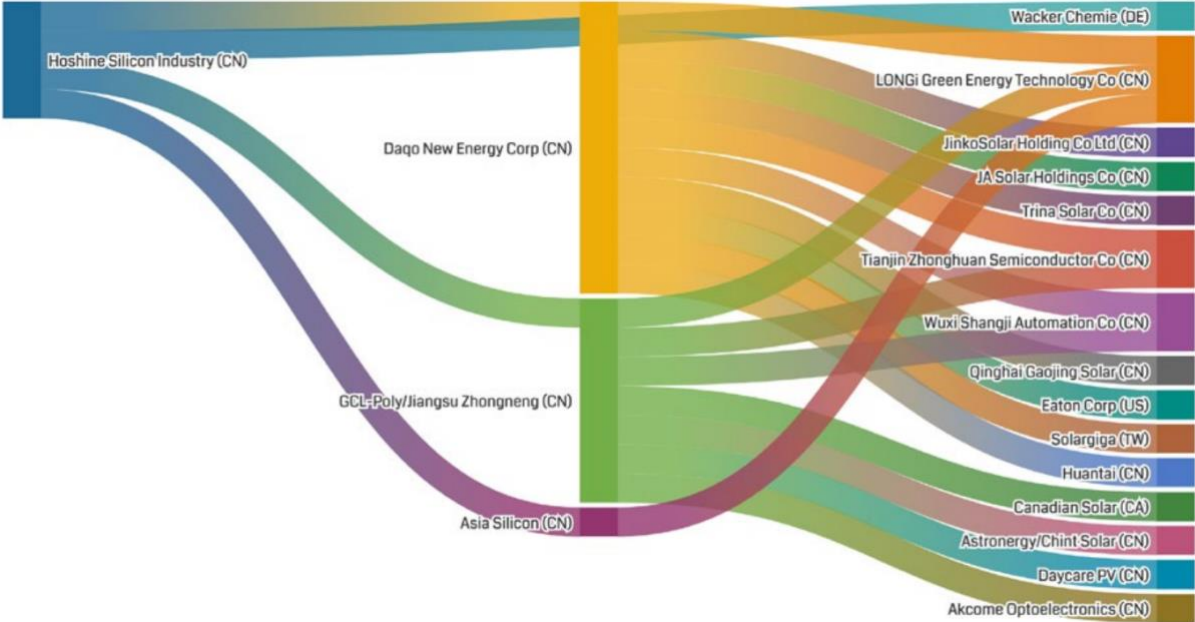 Hoshine Silicon Industry (CN)
Daqo New Energy Corp (CN)
GCL-Poly/Jiangsu Zhongneng (CN)
Asia Silicon (CN)
Wacker Chemie (DE)
LONGi Green Energy Technology Co (CN)
JinkoSolar Holding Co Ltd (CN)
JA Solar Holdings Co (CN)
Trina Solar Co (CN)
Tianjin Zhonghuan Semiconductor Co (CN)
Wuxi Shangji Automation Co (CN)
Qinghai Gaojing Solar (CN)
Eaton Corp (US)
Solargiga (TW)
Huantai (CN)
Canadian Solar (CA)
Astronergy/Chint Solar (CN)
Daycare PV (CN)
Akcome Optoelectronics (CN)